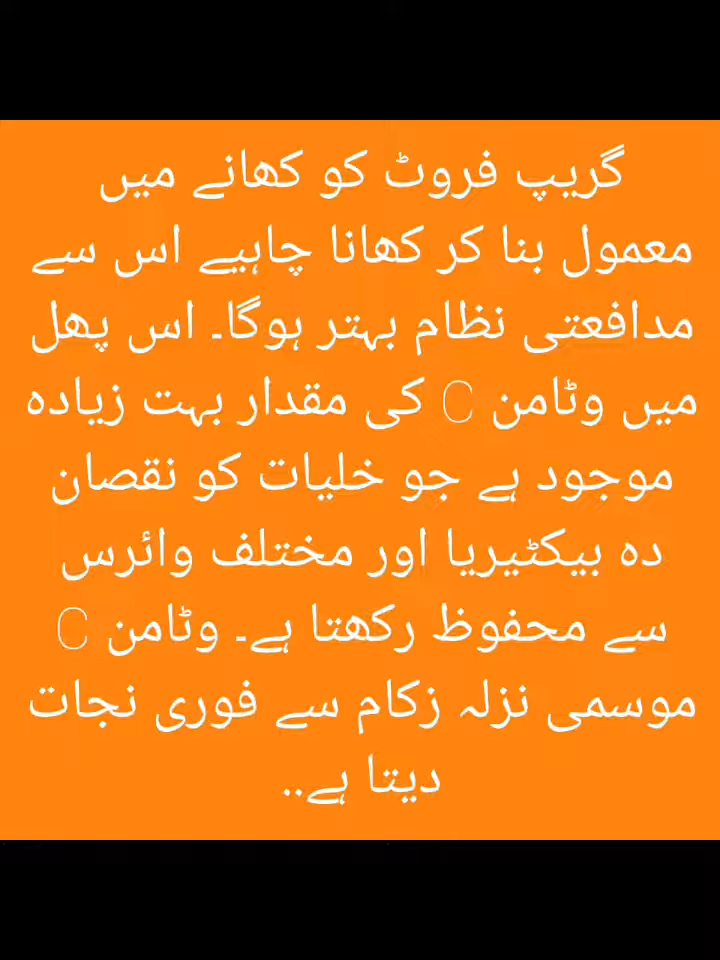 گریپ فروٹ کو کھانے میں
معمول بنا کر کھانا چاہیے اس سے
مدافعتی نظام بہتر ہوگا۔ اس پھل
میں وٹامن C کی مقدار بہت زیادہ
موجود ہے جو خلیات کو نقصان
دہ بیکٹیریا اور مختلف وائرس
سے محفوظ رکھتا ہے۔ وٹامن C
موسمی نزلہ زکام سے فوری نجات
دیتا ہے..